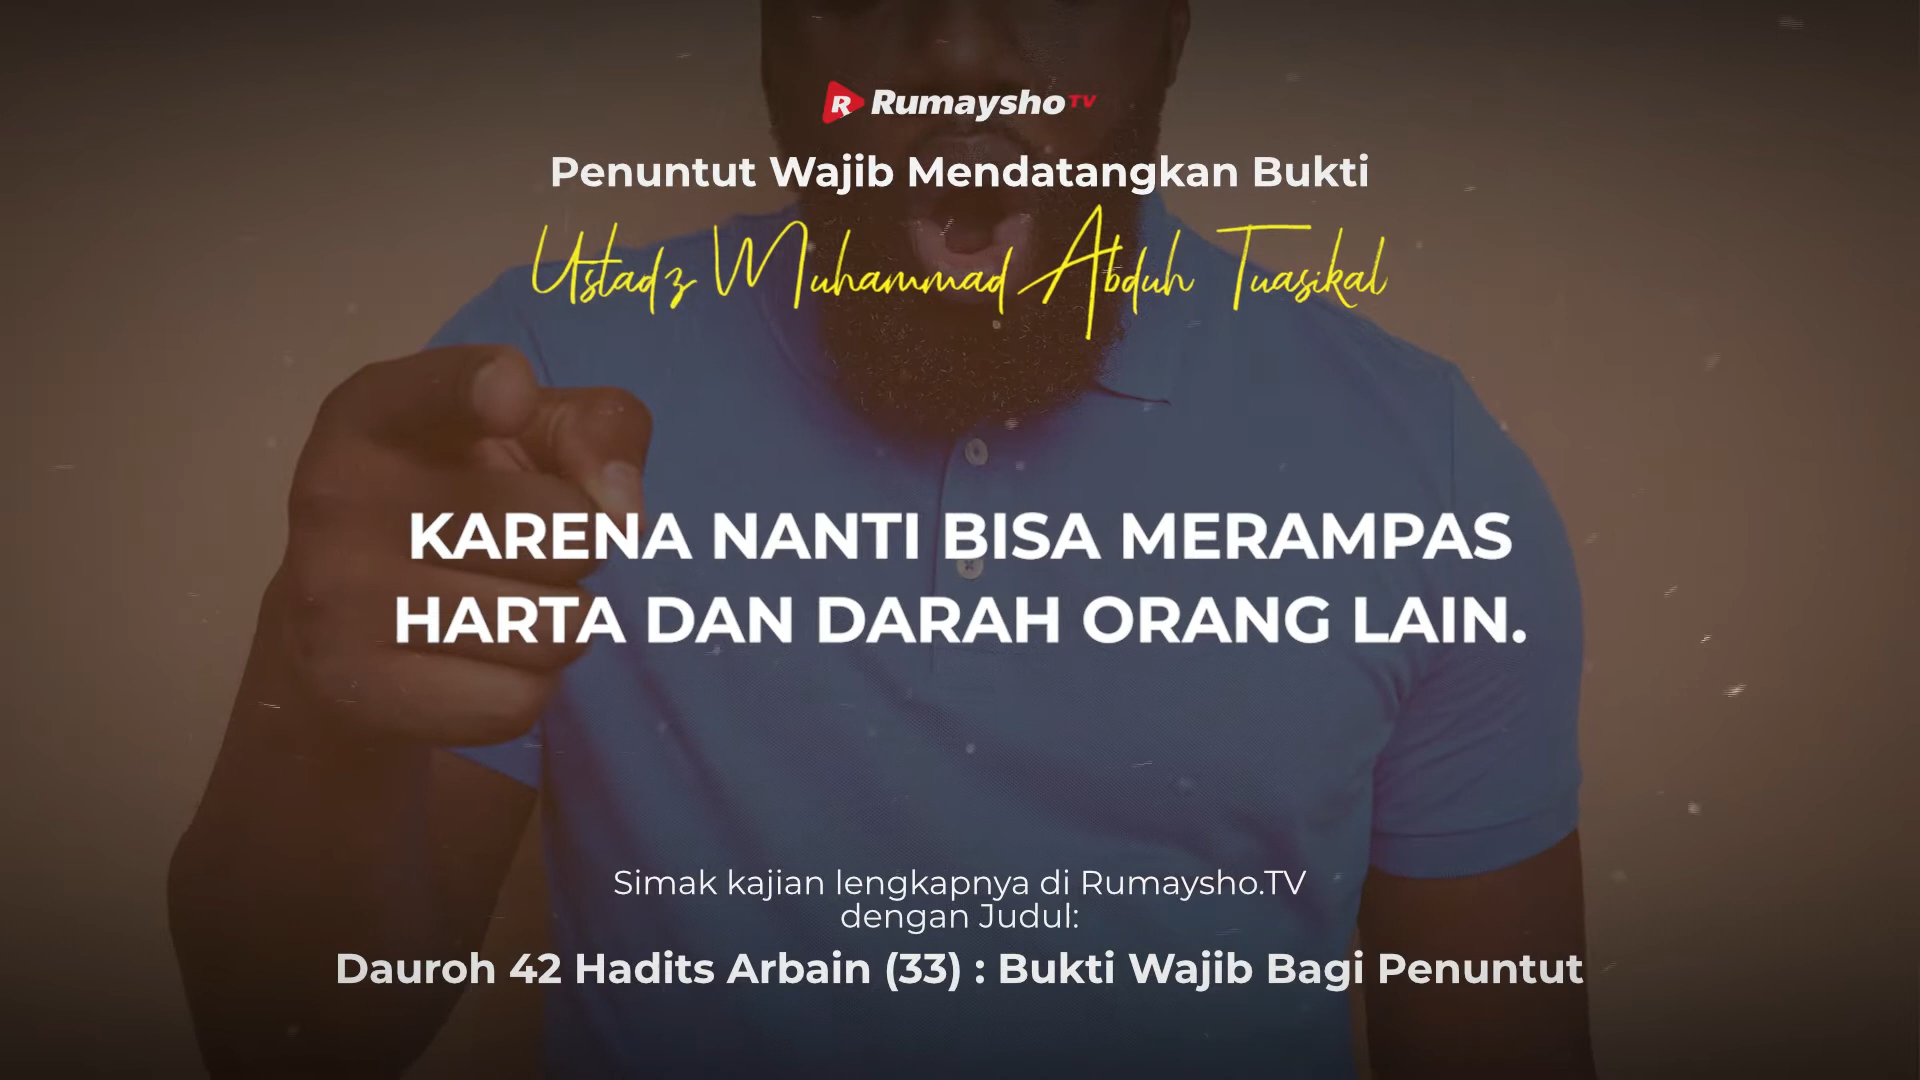 Rumaysho TV
Penuntut Wajib Mendatangkan Bukti
Ustadz Muhammad Abduh Tuasikal
KARENA NANTI BISA MERAMPAS
HARTA DAN DARAH ORANG LAIN.
Simak kajian lengkapnya di Rumaysho.TV
dengan Judul:
Dauroh 42 Hadits Arbain (33) : Bukti Wajib Bagi Penuntut